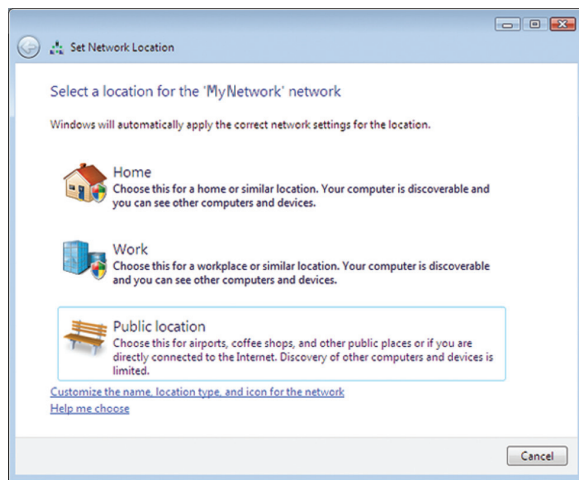 Set Network Location
Select a location for the 'MyNetwork' network
Windows will automatically apply the correct network settings for the location.
Home
Choose this for a home or similar location. Your computer is discoverable and
you can see other computers and devices.
Work
Choose this for a workplace or similar location. Your computer is discoverable
and you can see other computers and devices.
Public location
Choose this for airports, coffee shops, and other public places or if you are
directly connected to the Internet. Discovery of other computers and devices is
limited.
Customize the name, location type, and icon for the network
Help me choose
Cancel